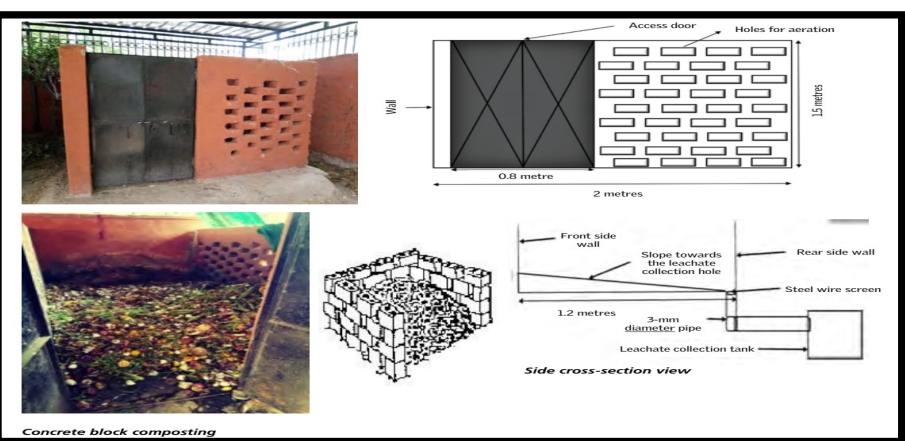 Access door
Holes for aeration
Wall
1.5 metres
0.8 metre
2 metres
Front side
wall
Slope towards
the leachate
collection hole
Rear side wall
Steel wire screen
1.2 metres
3-mm
diameter pipe
Leachate collection tank
Side cross-section view
Concrete block composting